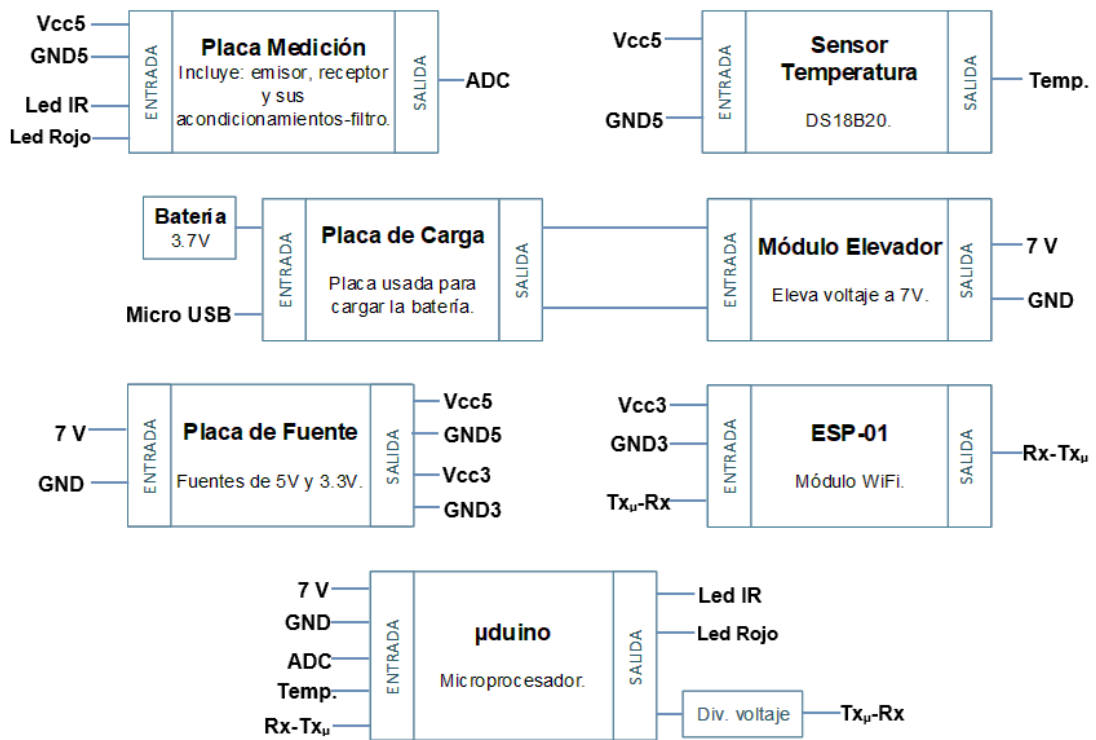 Vcc5
GND5
Led IR
Led Rojo
ENTRADA
Placa Medición
Incluye: emisor, receptor
y sus
acondicionamientos-filtro.
SALIDA
ADC
Vcc5
GND5
ENTRADA
Sensor
Temperatura
DS18B20.
SALIDA
Temp.
Batería
3.7V
Micro USB
ENTRADA
Placa de Carga
Placa usada para
cargar la batería.
SALIDA
ENTRADA
Módulo Elevador
Eleva voltaje a 7V.
SALIDA
7 V
GND
7 V
GND
ENTRADA
Placa de Fuente
Fuentes de 5V y 3.3V.
SALIDA
Vcc5
GND5
Vcc3
GND3
Vcc3
GND3
Txµ-Rx
ENTRADA
ESP-01
Módulo WiFi.
SALIDA
Rx-Txµ
7 V
GND
ADC
Temp.
Rx-Txµ
ENTRADA
µduino
Microprocesador.
SALIDA
Led IR
Led Rojo
Div. voltaje
Txµ-Rx